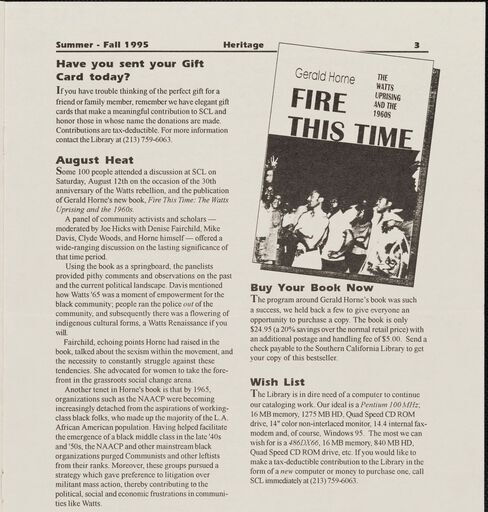 Summer - Fall 1995 Heritage 3
Have you sent your Gift
Card today?
If you have trouble thinking of the perfect gift for a
friend or family member, remember we have elegant gift
cards that make a meaningful contribution to SCL and
honor those in whose name the donations are made.
Contributions are tax-deductible. For more information
contact the Library at (213) 759-6063.
August Heat
Some 100 people attended a discussion at SCL on
Saturday, August 12th on the occasion of the 30th
anniversary of the Watts rebellion, and the publication
of Gerald Horne's new book, Fire This Time: The Watts
Uprising and the 1960s.
A panel of community activists and scholars —
moderated by Joe Hicks with Denise Fairchild, Mike
Davis, Clyde Woods, and Horne himself — offered a
wide-ranging discussion on the lasting significance of
that time period.
Using the book as a springboard, the panelists
provided pithy comments and observations on the past
and the current political landscape. Davis mentioned
how Watts '65 was a moment of empowerment for the
black community; people ran the police out of the
community, and subsequently there was a flowering of
indigenous cultural forms, a Watts Renaissance if you
will.
Fairchild, echoing points Horne had raised in the
book, talked about the sexism within the movement, and
the necessity to constantly struggle against these
tendencies. She advocated for women to take the fore-
front in the grassroots social change arena.
Another tenet in Horne's book is that by 1965,
organizations such as the NAACP were becoming
increasingly detached from the aspirations of working-
class black folks, who made up the majority of the L.A.
African American population. Having helped facilitate
the emergence of a black middle class in the late '40s
and '50s, the NAACP and other mainstream black
organizations purged Communists and other leftists
from their ranks. Moreover, these groups pursued a
strategy which gave preference to litigation over
militant mass action, thereby contributing to the
political, social and economic frustrations in communi-
ties like Watts.
Gerald Horne
THE
WATTS
UPRISING
AND THE
1960S
FIRE
THIS TIME
Buy Your Book Now
The program around Gerald Horne's book was such
a success, we held back a few to give everyone an
opportunity to purchase a copy. The book is only
$24.95 (a 20% savings over the normal retail price) with
an additional postage and handling fee of $5.00. Send a
check payable to the Southern California Library to get
your copy of this bestseller.
Wish List
The Library is in dire need of a computer to continue
our cataloging work. Our ideal is a Pentium 100 MHz,
16 MB memory, 1275 MB HD, Quad Speed CD ROM
drive, 14" color non-interlaced monitor, 14.4 internal fax-
modem and, of course, Windows 95. The most we can
wish for is a 486DX66, 16 MB memory, 840 MB HD,
Quad Speed CD ROM drive, etc. If you would like to
make a tax-deductible contribution to the Library in the
form of a new computer or money to purchase one, call
SCL immediately at (213) 759-6063.